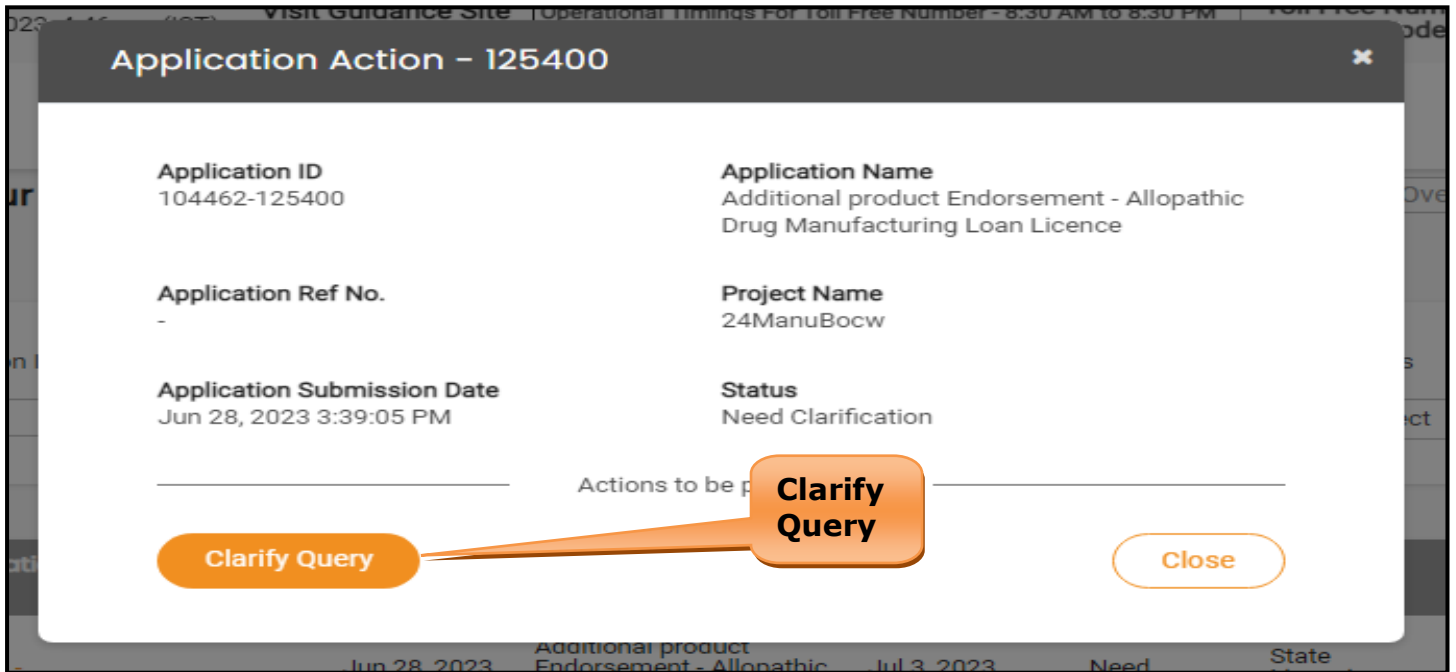 Visit Guidance Site
Operational Timings For Toll Free Number - 8:30 AM to 8:30 PM
Application Action - 125400
Application ID
104462-125400
Application Name
Additional product Endorsement - Allopathic
Drug Manufacturing Loan Licence
Application Ref No.
-
Project Name
24ManuBocw
Application Submission Date
Jun 28, 2023 3:39:05 PM
Status
Need Clarification
Actions to be p
Clarify
Query
Clarify Query
Close
Additional product
Jun 28, 2023 Endorsement - Allopathic Jul 3, 2023 Need
State